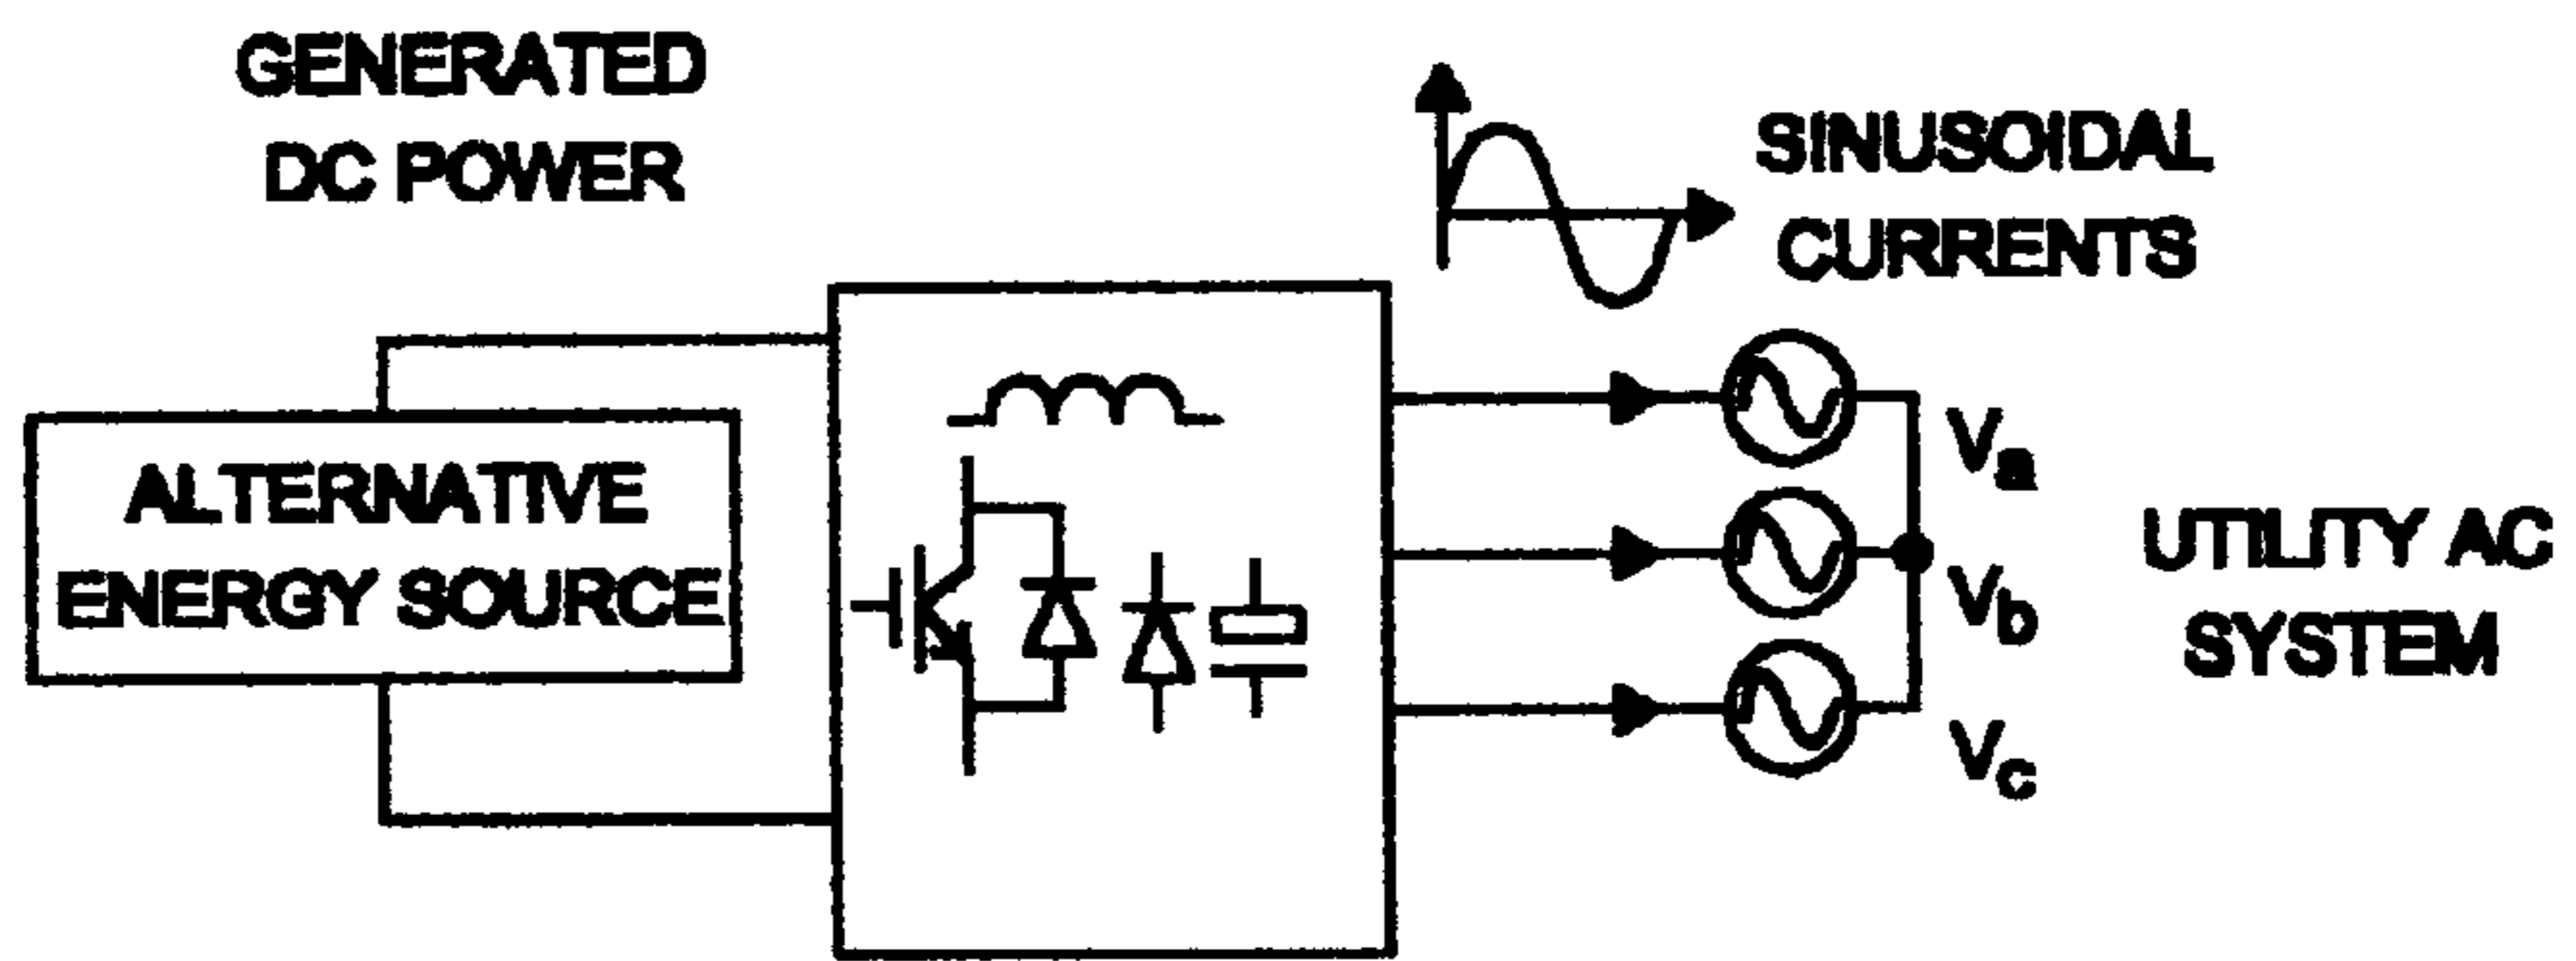 GENERATED
DC POWER
SINUSOIDAL
CURRENTS
ALTERNATIVE
ENERGY SOURCE
Va
Vb
Vc
UTILITY AC
SYSTEM